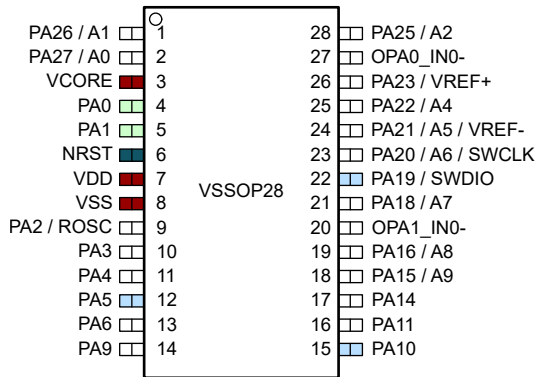 PA26 / A1 1 28 PA25 / A2
PA27 / A0 2 27 OPA0_IN0-
VCORE 3 26 PA23 / VREF+
PA0 4 25 PA22 / A4
PA1 5 24 PA21 / A5 / VREF-
NRST 6 23 PA20 / A6 / SWCLK
VDD 7 22 PA19 / SWDIO
VSSOP28
VSS 8 21 PA18 / A7
PA2 / ROSC 9 20 OPA1_IN0-
PA3 10 19 PA16 / A8
PA4 11 18 PA15 / A9
PA5 12 17 PA14
PA6 13 16 PA11
PA9 14 15 PA10